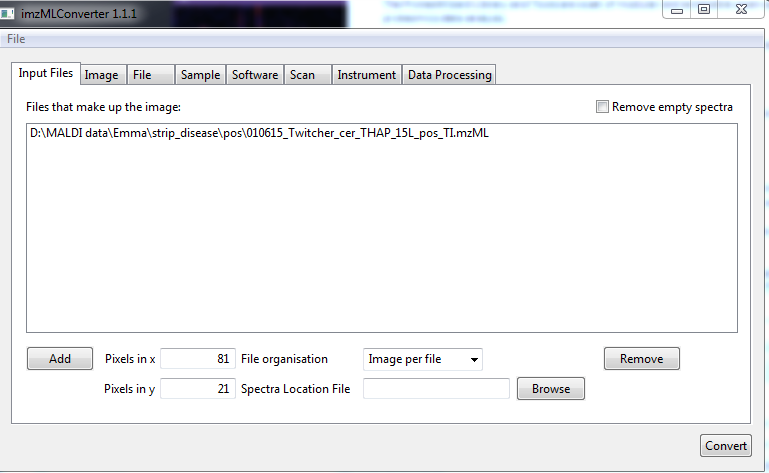 imzMLConverter 1.1.1
File
Input Files Image File Sample Software Scan Instrument Data Processing
Files that make up the image: Remove empty spectra
D:\MALDI data\Emma\strip_disease\pos\010615_Twitcher_cer_THAP_15L_pos_TI.mzML
Add Pixels in x 81 File organisation Image per file Remove
Pixels in y 21 Spectra Location File Browse
Convert